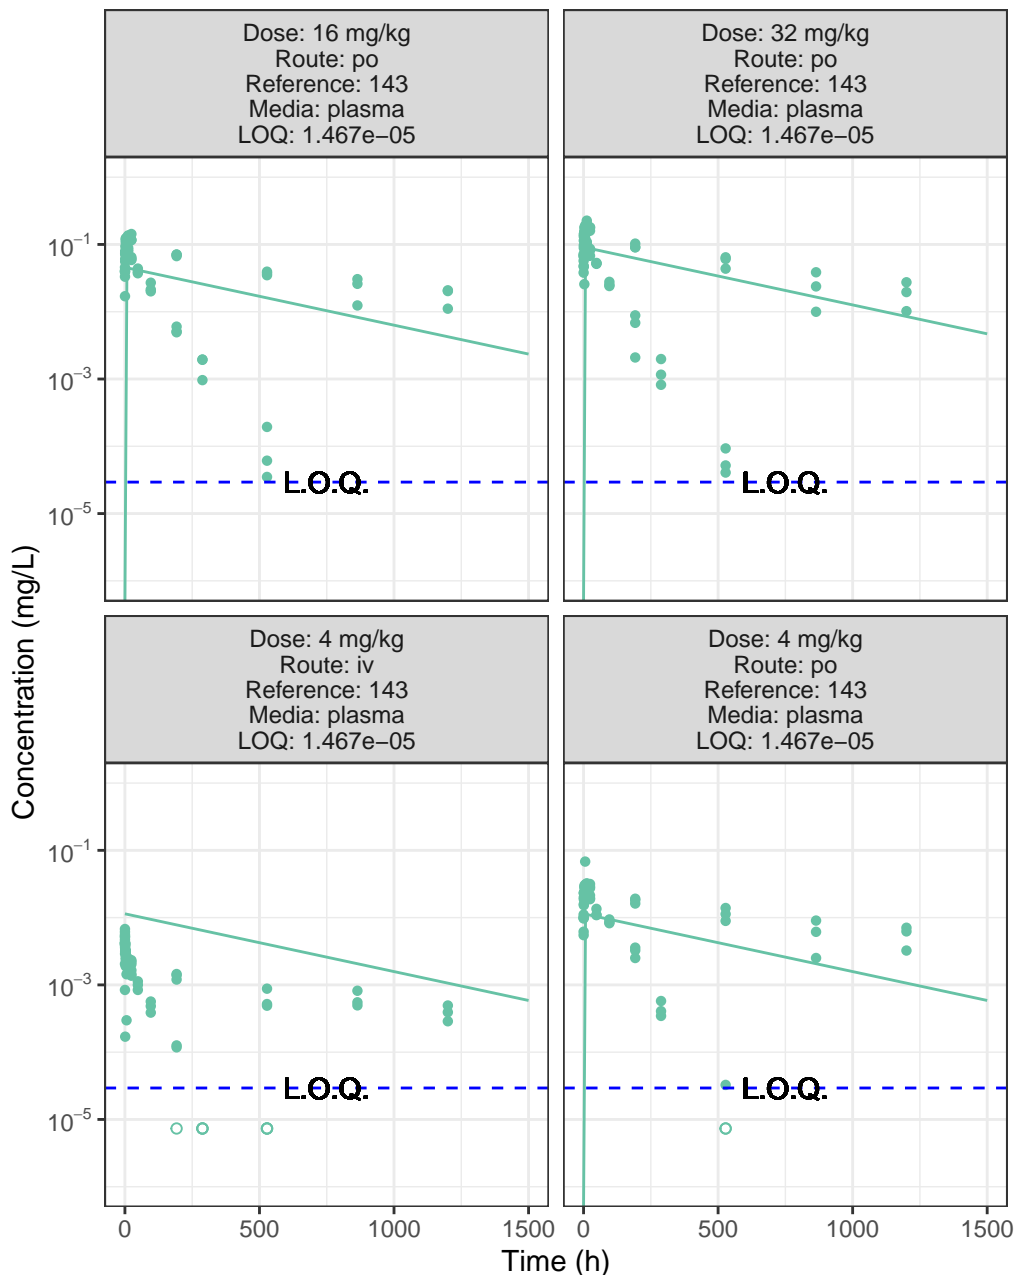 Dose: 16 mg/kg
Route: po
Reference: 143
Media: plasma
LOQ: 1.467e−05
Dose: 32 mg/kg
Route: po
Reference: 143
Media: plasma
LOQ: 1.467e−05
10⁻¹
10⁻³
10⁻⁵
L.O.Q.
L.O.Q.
Dose: 4 mg/kg
Route: iv
Reference: 143
Media: plasma
LOQ: 1.467e−05
Dose: 4 mg/kg
Route: po
Reference: 143
Media: plasma
LOQ: 1.467e−05
10⁻¹
10⁻³
10⁻⁵
L.O.Q.
L.O.Q.
0 500 1000 1500
0 500 1000 1500
Time (h)
Concentration (mg/L)